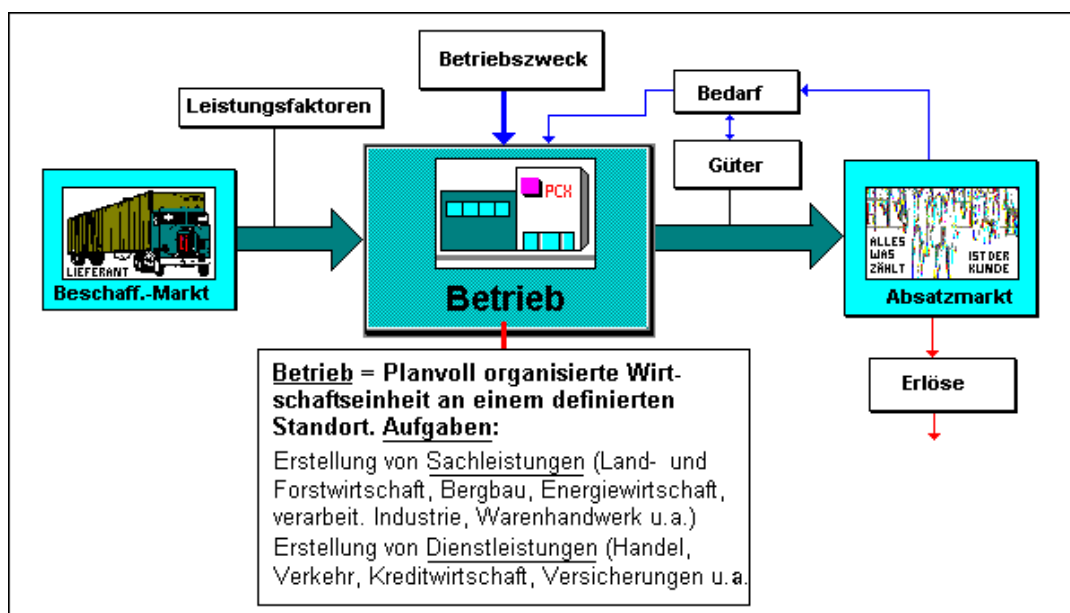 Betriebszweck
Leistungsfaktoren
Bedarf
Güter
PCX
LIEFERANT
Beschaff.-Markt
Betrieb
ALLES
WAS
ZÄHLT
IST DER
KUNDE
Absatzmarkt
Erlöse
Betrieb = Planvoll organisierte Wirt-
schaftseinheit an einem definierten
Standort. Aufgaben:
Erstellung von Sachleistungen (Land- und
Forstwirtschaft, Bergbau, Energiewirtschaft,
verarbeit. Industrie, Warenhandwerk u.a.)
Erstellung von Dienstleistungen (Handel,
Verkehr, Kreditwirtschaft, Versicherungen u.a.